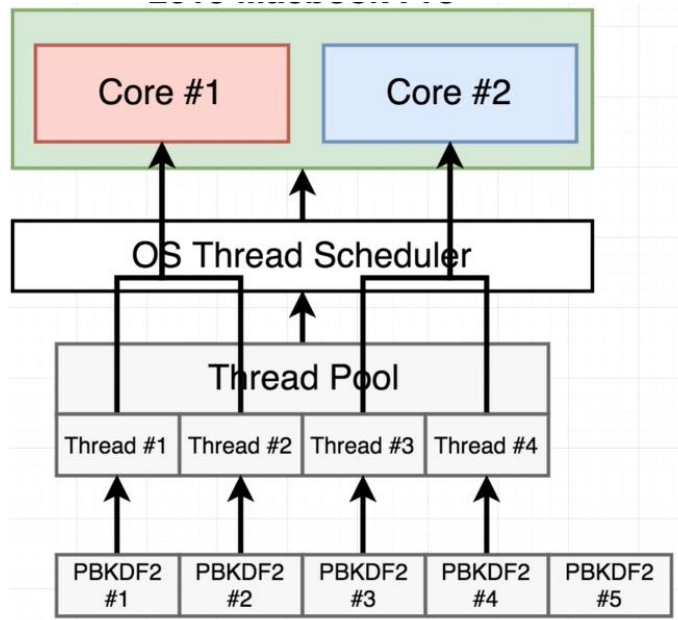 Core #1
Core #2
OS Thread Scheduler
Thread Pool
Thread #1
Thread #2
Thread #3
Thread #4
PBKDF2
#1
PBKDF2
#2
PBKDF2
#3
PBKDF2
#4
PBKDF2
#5